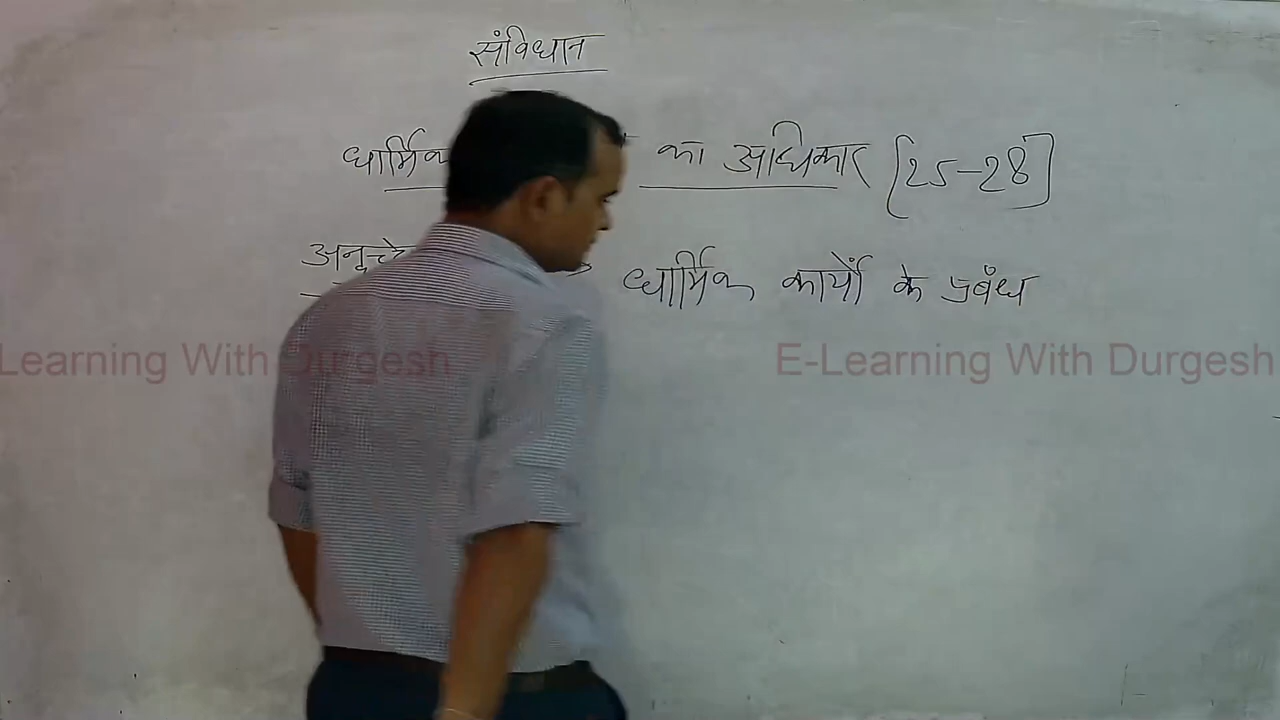 संविधान
धार्मिक का अधिकार [25-28]
धार्मिक कार्यों के प्रबंध
Learning With Durgesh E-Learning With Durgesh